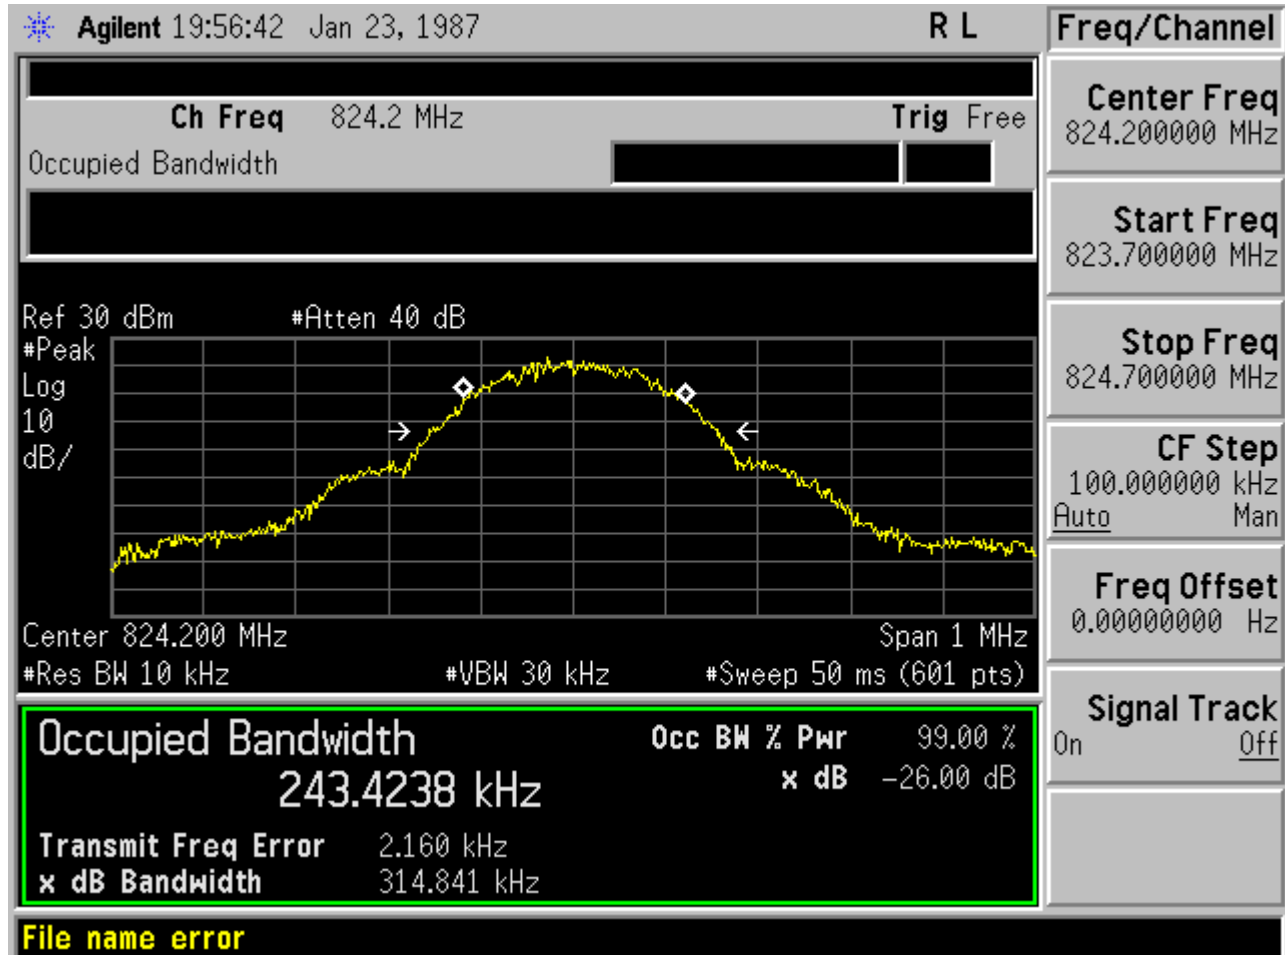 Agilent 19:56:42 Jan 23, 1987 R L
Freq/Channel
Ch Freq 824.2 MHz Trig Free
Occupied Bandwidth
Center Freq
824.200000 MHz
Start Freq
823.700000 MHz
Stop Freq
824.700000 MHz
CF Step
100.000000 kHz
Auto Man
Freq Offset
0.00000000 Hz
Signal Track
On Off
Ref 30 dBm #Atten 40 dB
#Peak
Log
10
dB/
Center 824.200 MHz Span 1 MHz
#Res BW 10 kHz #VBW 30 kHz #Sweep 50 ms (601 pts)
Occupied Bandwidth Occ BW % Pwr 99.00 %
243.4238 kHz x dB -26.00 dB
Transmit Freq Error 2.160 kHz
x dB Bandwidth 314.841 kHz
File name error